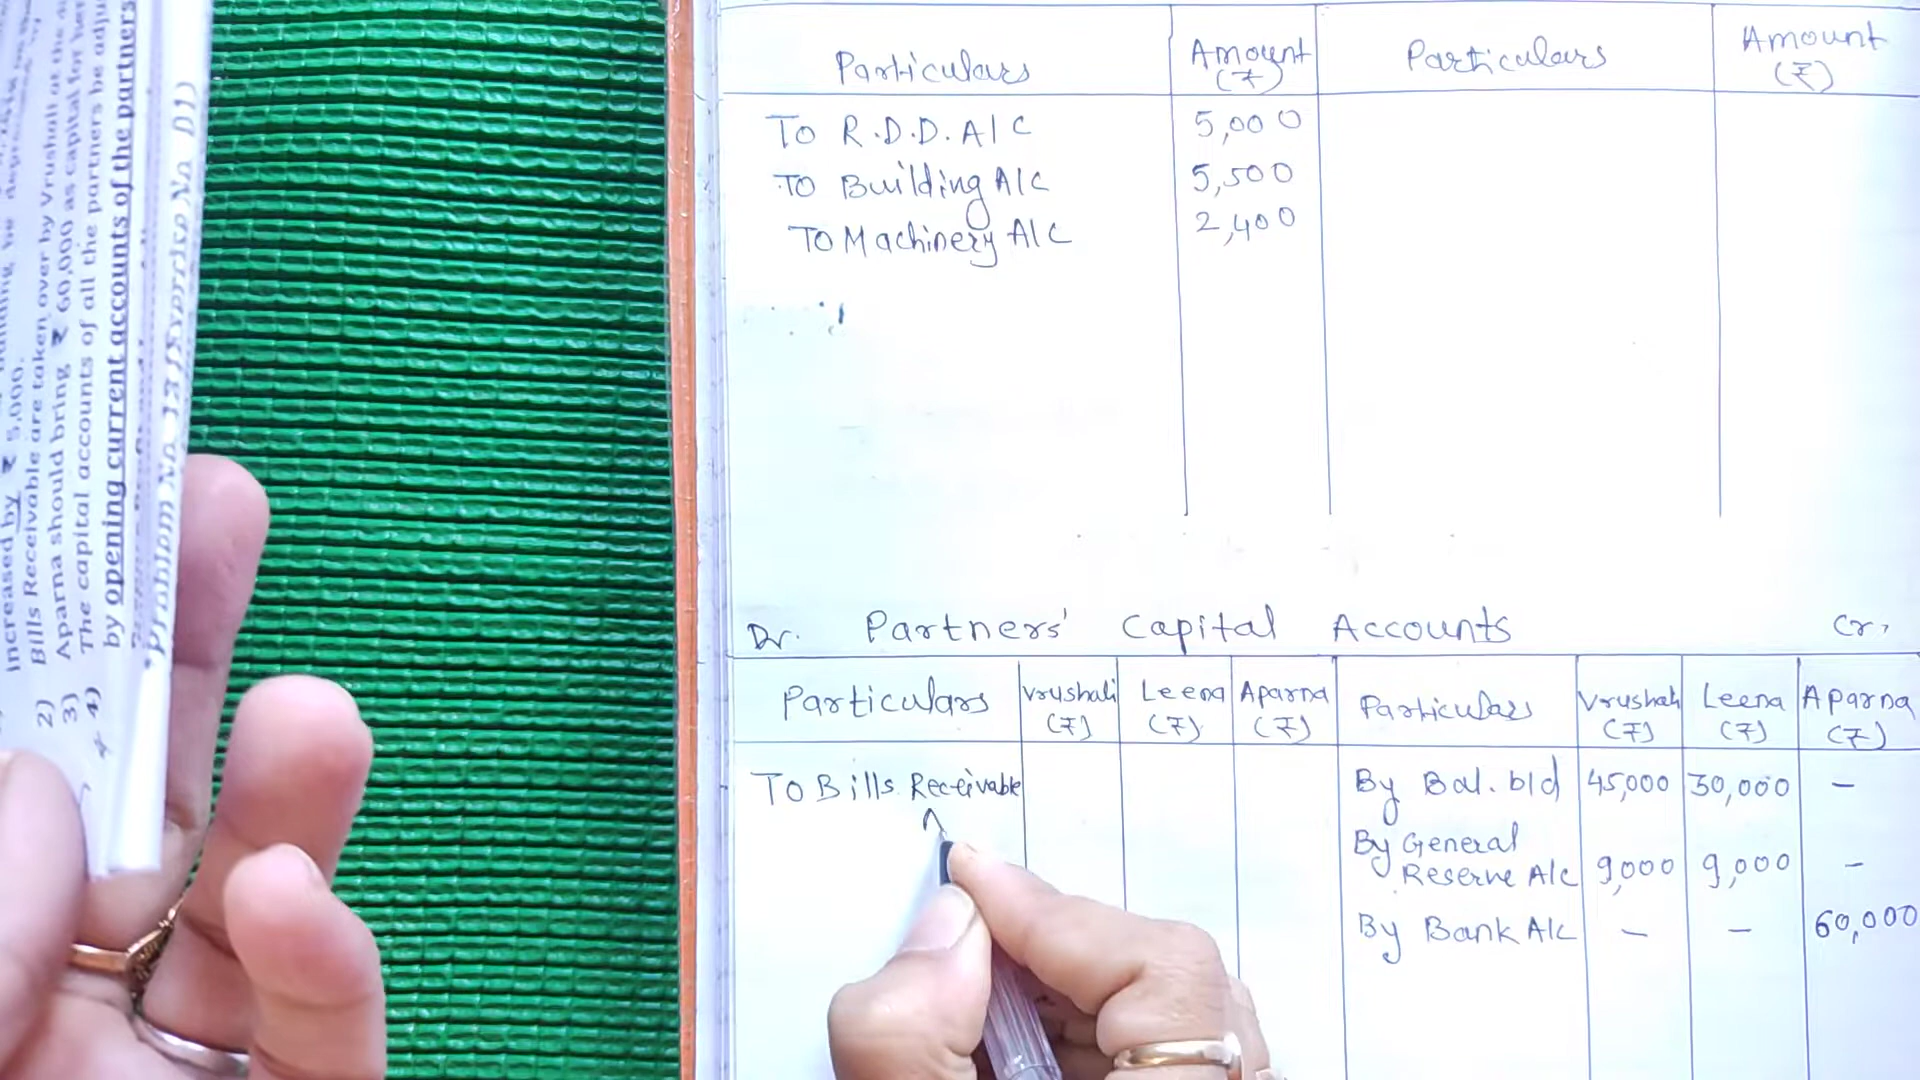 increased by ₹ 5,000.
2) Bills Receivable are taken over by Vrushali at the
3) Aparna should bring ₹ 60,000 as capital for her
4) The capital accounts of all the partners be
by opening current accounts of the partners
Particulars Amount (₹) Particulars Amount (₹)
To R.D.D. A/C 5,000
To Building A/C 5,500
To Machinery A/C 2,400
Dr. Partners' Capital Accounts Cr.
Particulars Vrushali (₹) Leena (₹) Aparna (₹) Particulars Vrushali (₹) Leena (₹) Aparna (₹)
To Bills Receivable By Bal. b/d 45,000 30,000 –
By General
Reserve A/c 9,000 9,000 –
By Bank A/c – – 60,000